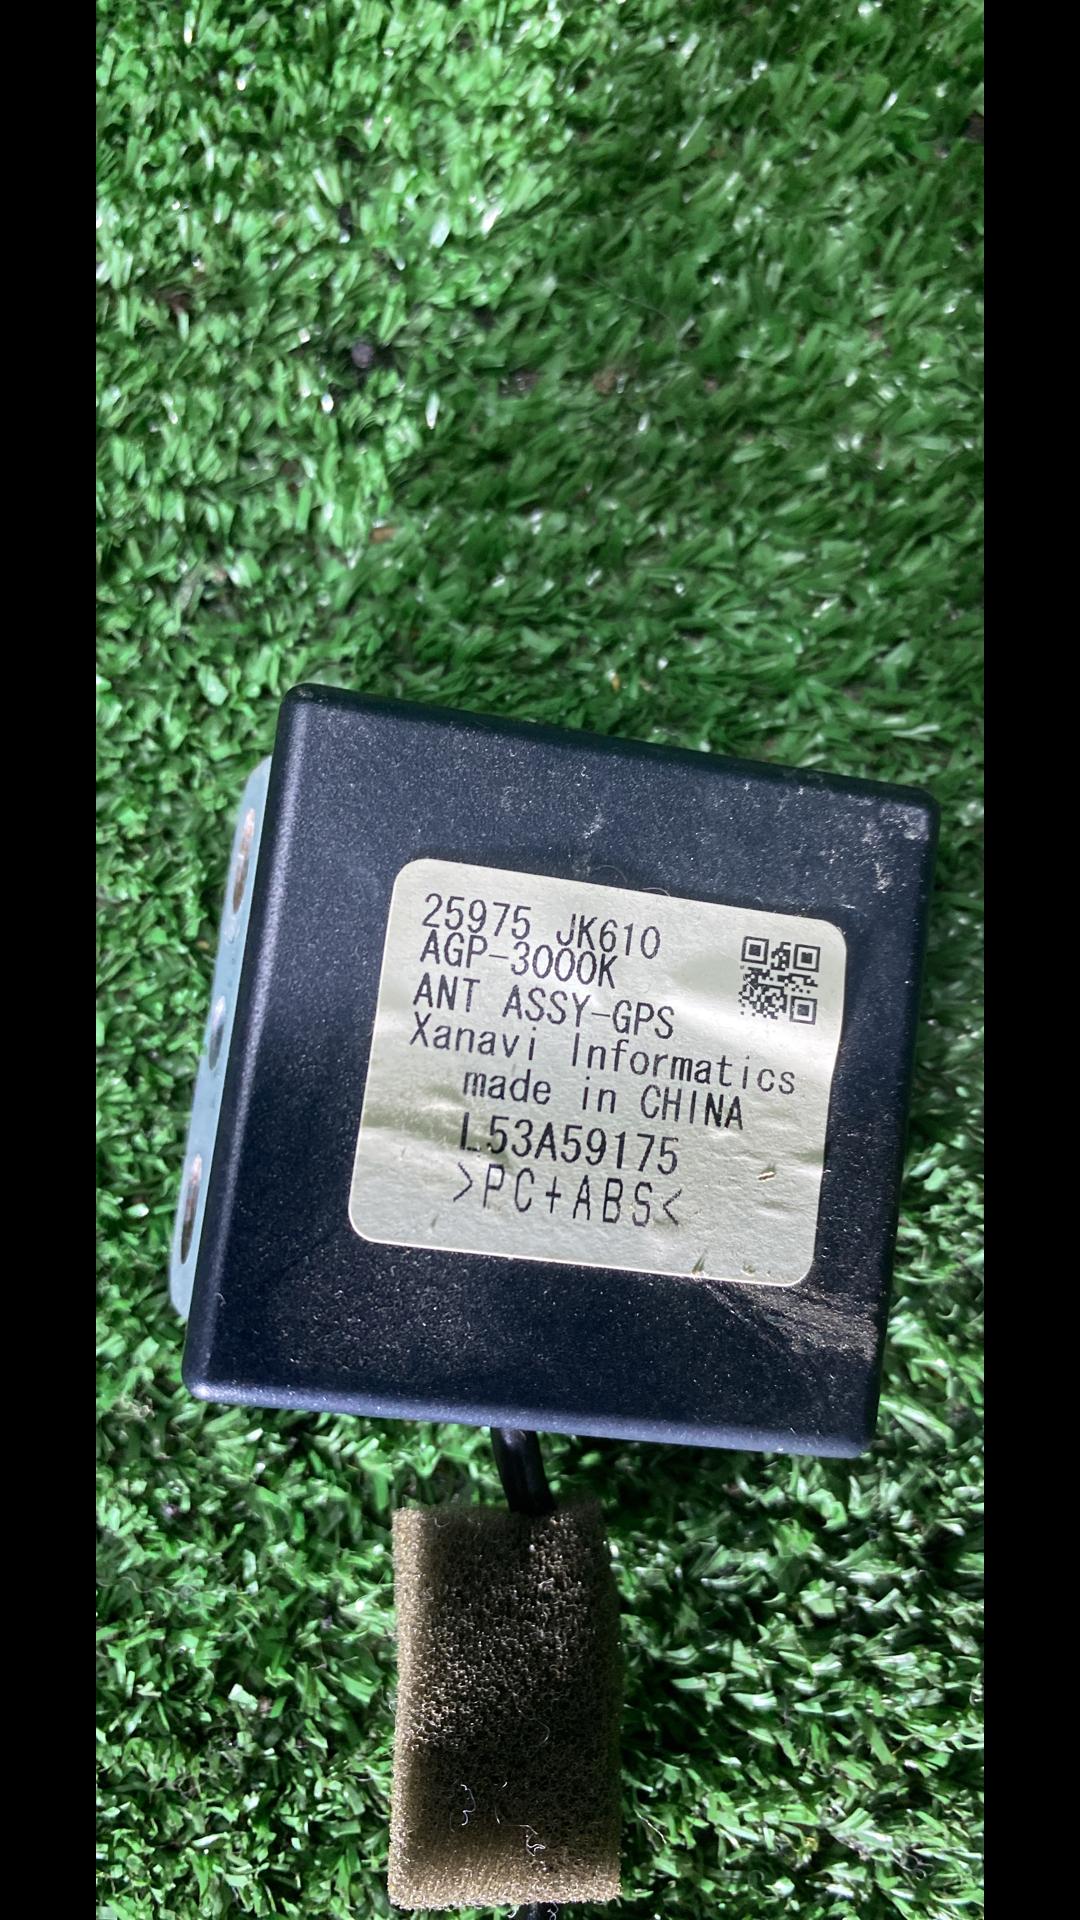 25975 JK610
AGP-3000K
ANT ASSY-GPS
Xanavi Informatics
made in CHINA
L53A59175
>PC+ABS<